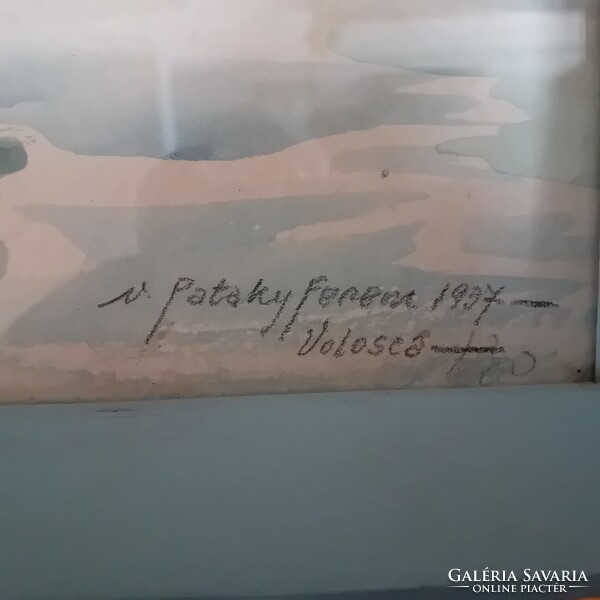 v. Pataky Ferenc 1937
Volosca
GALÉRIA SAVARIA
ONLINE PIACTÉR